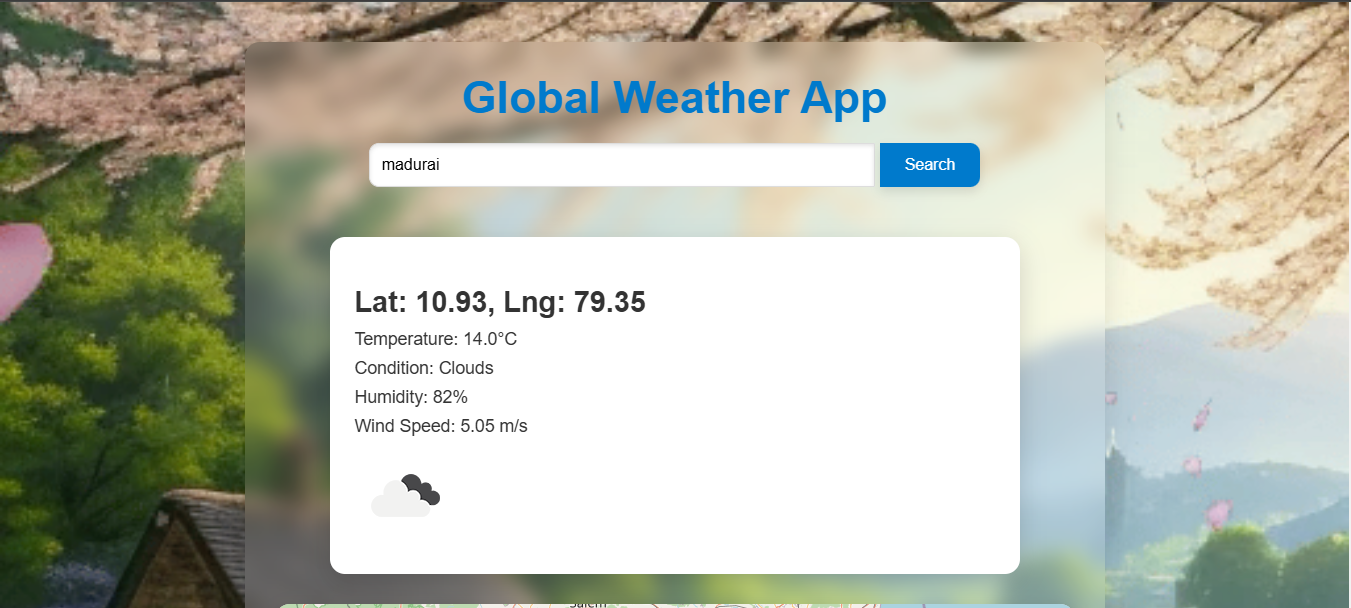 Global Weather App
madurai
Search
Lat: 10.93, Lng: 79.35
Temperature: 14.0°C
Condition: Clouds
Humidity: 82%
Wind Speed: 5.05 m/s
Salem